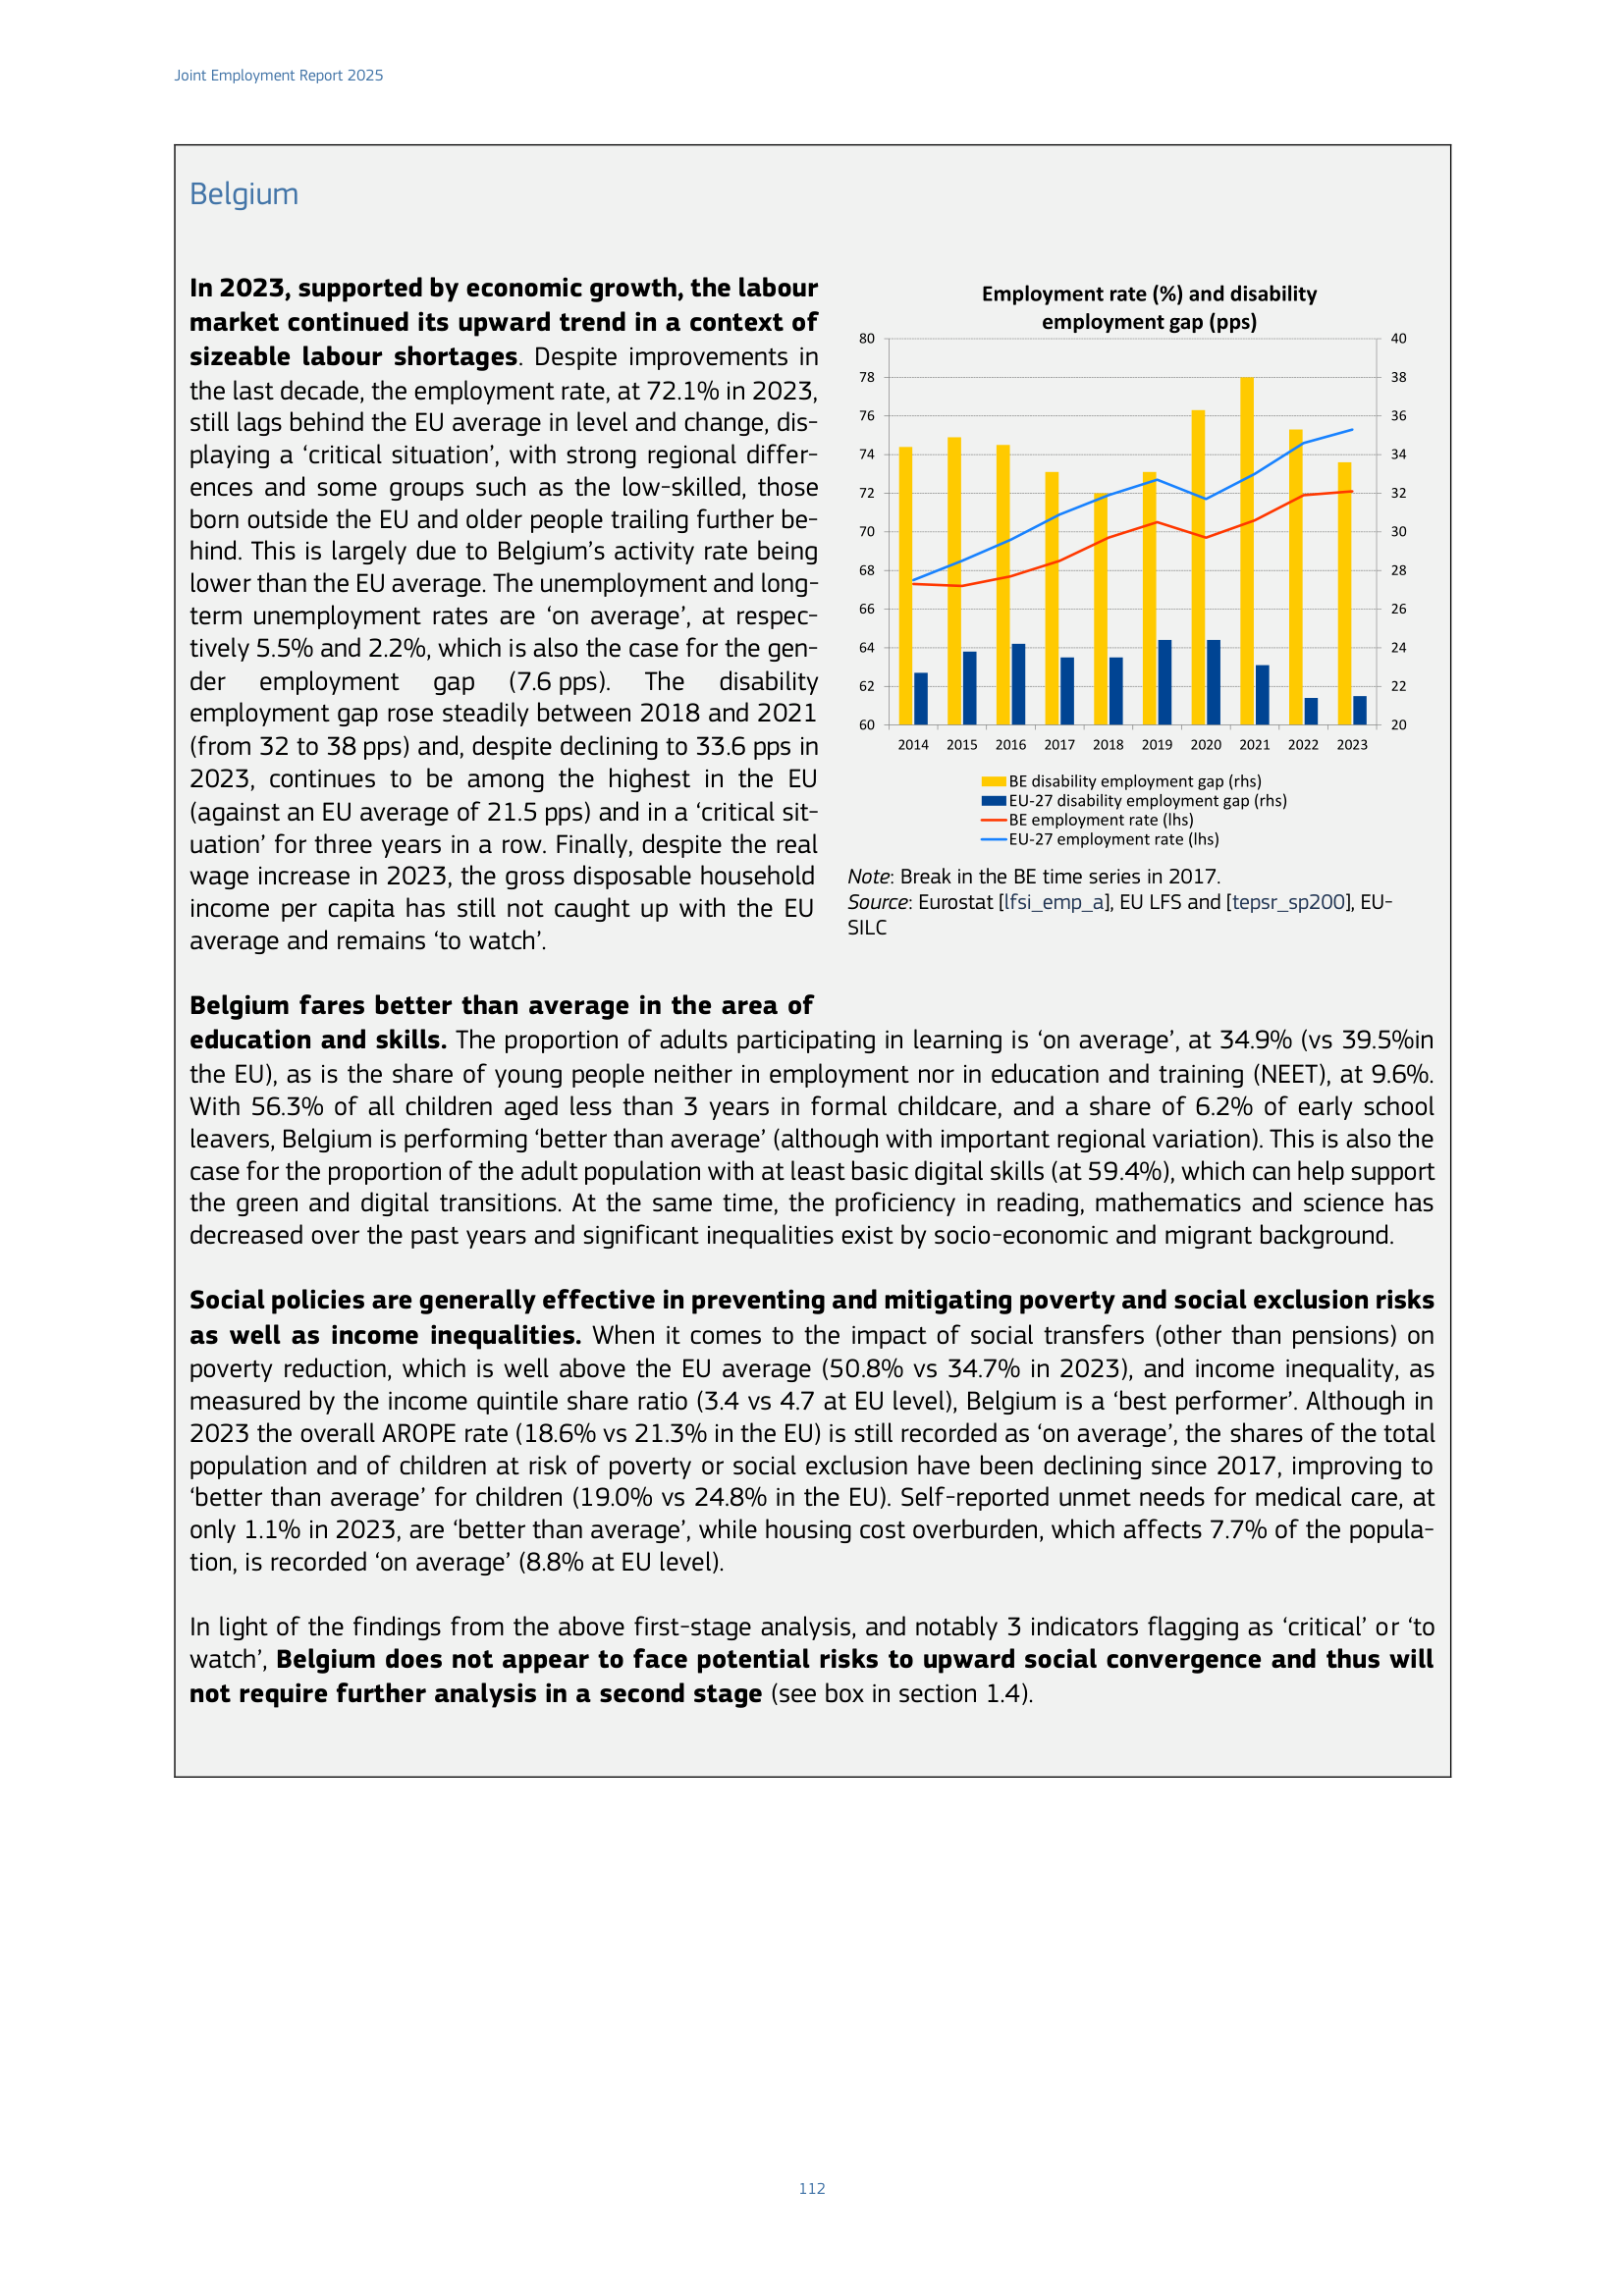 Joint Employment Report 2025
Belgium
In 2023, supported by economic growth, the labour
market continued its upward trend in a context of
sizeable labour shortages. Despite improvements in
the last decade, the employment rate, at 72.1% in 2023,
still lags behind the EU average in level and change, dis-
playing a ‘critical situation’, with strong regional differ-
ences and some groups such as the low-skilled, those
born outside the EU and older people trailing further be-
hind. This is largely due to Belgium’s activity rate being
lower than the EU average. The unemployment and long-
term unemployment rates are ‘on average’, at respec-
tively 5.5% and 2.2%, which is also the case for the gen-
der employment gap (7.6 pps). The disability
employment gap rose steadily between 2018 and 2021
(from 32 to 38 pps) and, despite declining to 33.6 pps in
2023, continues to be among the highest in the EU
(against an EU average of 21.5 pps) and in a ‘critical sit-
uation’ for three years in a row. Finally, despite the real
wage increase in 2023, the gross disposable household
income per capita has still not caught up with the EU
average and remains ‘to watch’.
Employment rate (%) and disability
employment gap (pps)
80 40
78 38
76 36
74 34
72 32
70 30
68 28
66 26
64 24
62 22
60 20
2014 2015 2016 2017 2018 2019 2020 2021 2022 2023
BE disability employment gap (rhs)
EU-27 disability employment gap (rhs)
BE employment rate (lhs)
EU-27 employment rate (lhs)
Note: Break in the BE time series in 2017.
Source: Eurostat [lfsi_emp_a], EU LFS and [tepsr_sp200], EU-
SILC
Belgium fares better than average in the area of
education and skills. The proportion of adults participating in learning is ‘on average’, at 34.9% (vs 39.5%in
the EU), as is the share of young people neither in employment nor in education and training (NEET), at 9.6%.
With 56.3% of all children aged less than 3 years in formal childcare, and a share of 6.2% of early school
leavers, Belgium is performing ‘better than average’ (although with important regional variation). This is also the
case for the proportion of the adult population with at least basic digital skills (at 59.4%), which can help support
the green and digital transitions. At the same time, the proficiency in reading, mathematics and science has
decreased over the past years and significant inequalities exist by socio-economic and migrant background.
Social policies are generally effective in preventing and mitigating poverty and social exclusion risks
as well as income inequalities. When it comes to the impact of social transfers (other than pensions) on
poverty reduction, which is well above the EU average (50.8% vs 34.7% in 2023), and income inequality, as
measured by the income quintile share ratio (3.4 vs 4.7 at EU level), Belgium is a ‘best performer’. Although in
2023 the overall AROPE rate (18.6% vs 21.3% in the EU) is still recorded as ‘on average’, the shares of the total
population and of children at risk of poverty or social exclusion have been declining since 2017, improving to
‘better than average’ for children (19.0% vs 24.8% in the EU). Self-reported unmet needs for medical care, at
only 1.1% in 2023, are ‘better than average’, while housing cost overburden, which affects 7.7% of the popula-
tion, is recorded ‘on average’ (8.8% at EU level).
In light of the findings from the above first-stage analysis, and notably 3 indicators flagging as ‘critical’ or ‘to
watch’, Belgium does not appear to face potential risks to upward social convergence and thus will
not require further analysis in a second stage (see box in section 1.4).
112